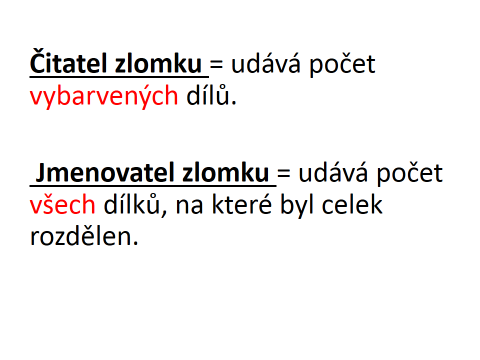 Čitatel zlomku = udává počet
vybarvených dílů.
Jmenovatel zlomku = udává počet
všech dílků, na které byl celek
rozdělen.